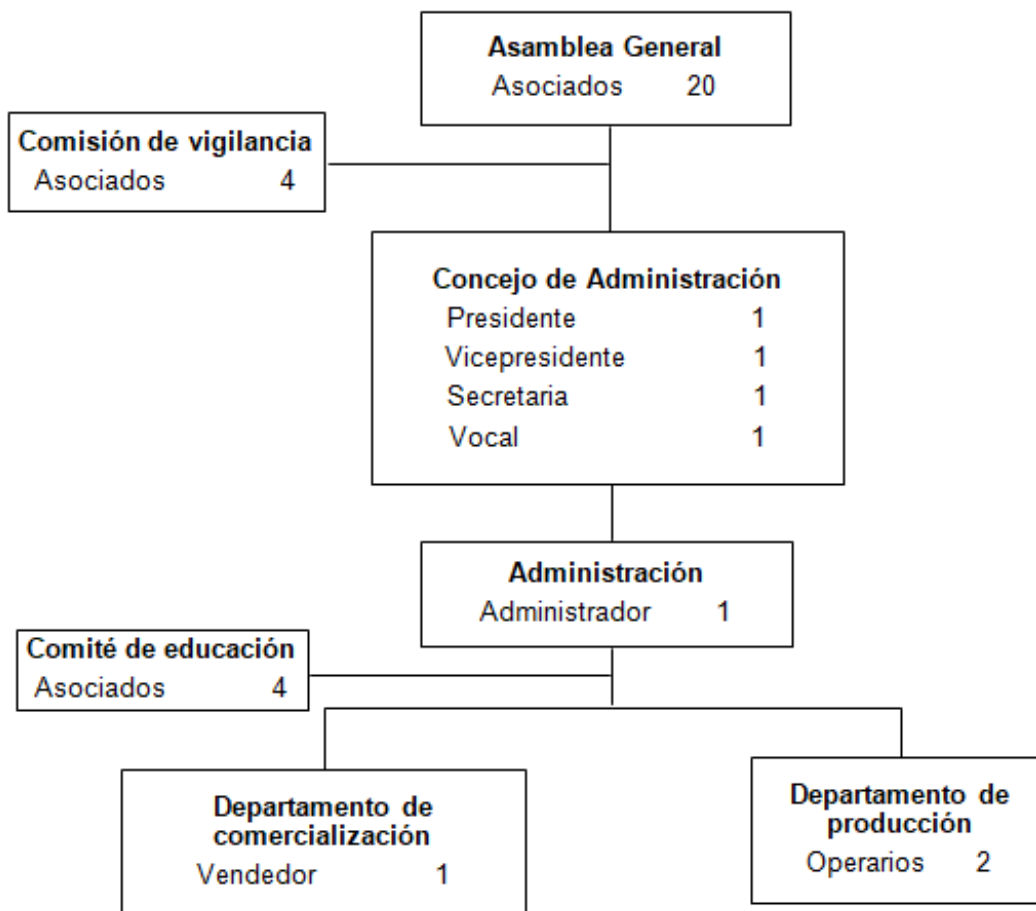 Asamblea General
Asociados 20
Comisión de vigilancia
Asociados 4
Concejo de Administración
Presidente 1
Vicepresidente 1
Secretaria 1
Vocal 1
Administración
Administrador 1
Comité de educación
Asociados 4
Departamento de
comercialización
Vendedor 1
Departamento de
producción
Operarios 2